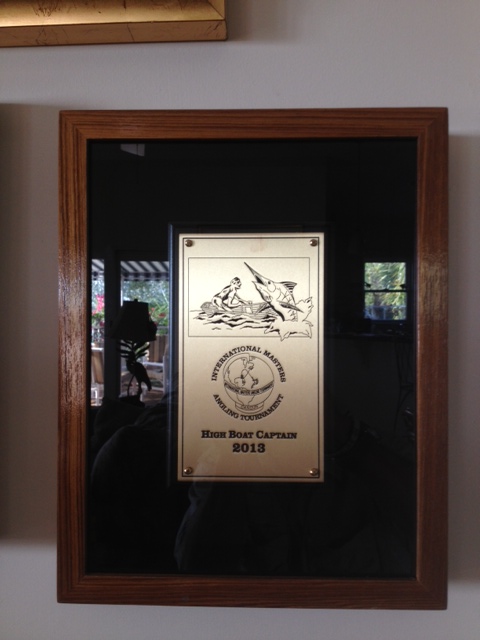 INTERNATIONAL MASTERS
ANGLING TOURNAMENT
HIGH BOAT CAPTAIN
2013